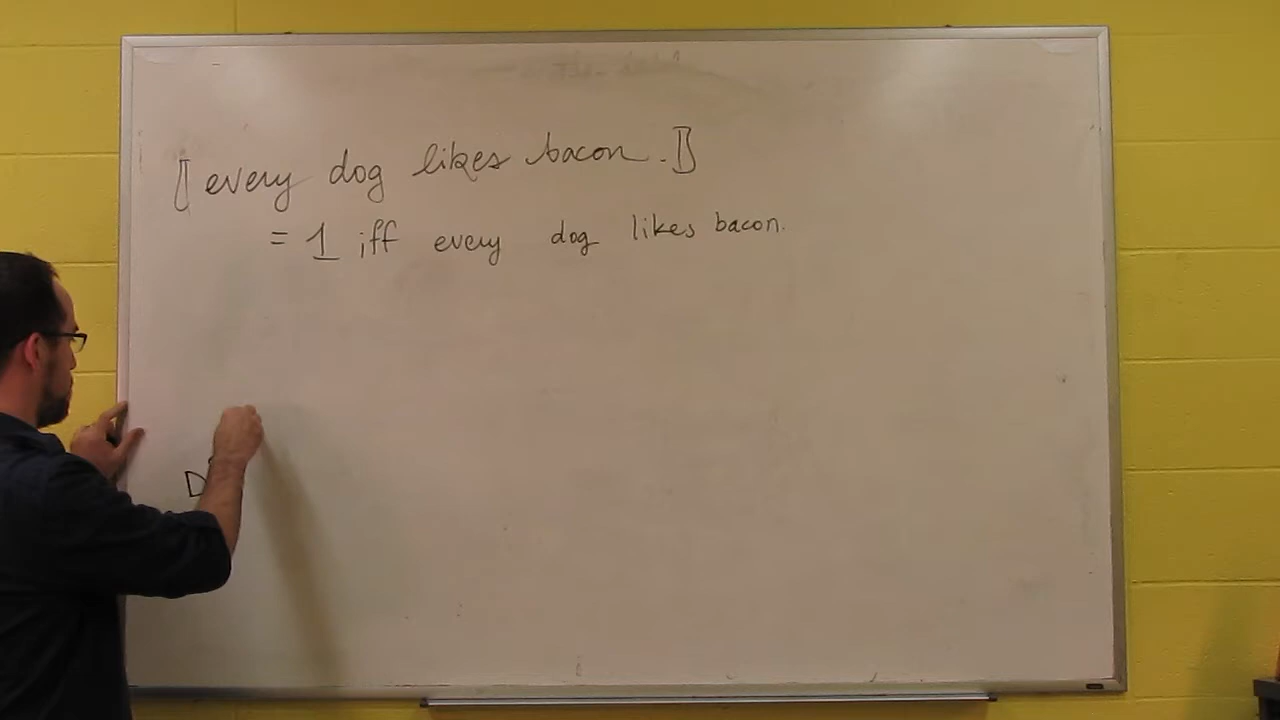 ⟦every dog likes bacon.⟧
= 1 iff every dog likes bacon.
D